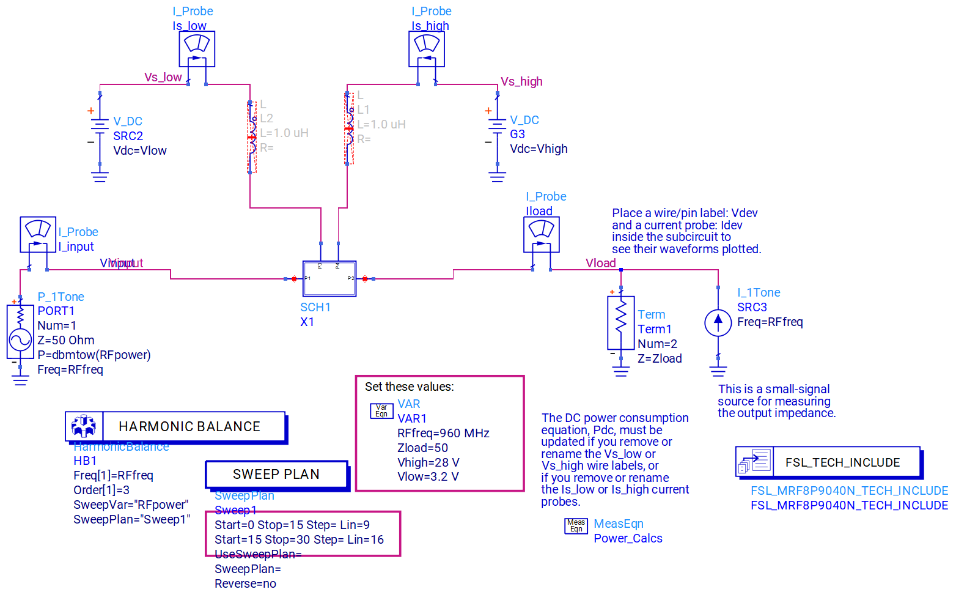 I_Probe
Is_low
I_Probe
Is_high
Vs_low
Vs_high
V_DC
SRC2
Vdc=Vlow
L
L2
L=1.0 uH
R=
L
L1
L=1.0 uH
R=
V_DC
G3
Vdc=Vhigh
I_Probe
I_input
Vinput
I_Probe
Iload
Vload
Place a wire/pin label: Vdev
and a current probe: Idev
inside the subcircuit to
see their waveforms plotted.
P1
P3
P4
P2
SCH1
X1
P_1Tone
PORT1
Num=1
Z=50 Ohm
P=dbmtow(RFpower)
Freq=RFfreq
Term
Term1
Num=2
Z=Zload
I_1Tone
SRC3
Freq=RFfreq
This is a small-signal
source for measuring
the output impedance.
HARMONIC BALANCE
HarmonicBalance
HB1
Freq[1]=RFfreq
Order[1]=3
SweepVar="RFpower"
SweepPlan="Sweep1"
SWEEP PLAN
SweepPlan
Sweep1
Start=0 Stop=15 Step= Lin=9
Start=15 Stop=30 Step= Lin=16
UseSweepPlan=
SweepPlan=
Reverse=no
Set these values:
Var
Eqn
VAR
VAR1
RFfreq=960 MHz
Zload=50
Vhigh=28 V
Vlow=3.2 V
The DC power consumption
equation, Pdc, must be
updated if you remove or
rename the Vs_low or
Vs_high wire labels, or
if you remove or rename
the Is_low or Is_high current
probes.
Meas
Eqn
MeasEqn
Power_Calcs
FSL_TECH_INCLUDE
FSL_MRF8P9040N_TECH_INCLUDE
FSL_MRF8P9040N_TECH_INCLUDE